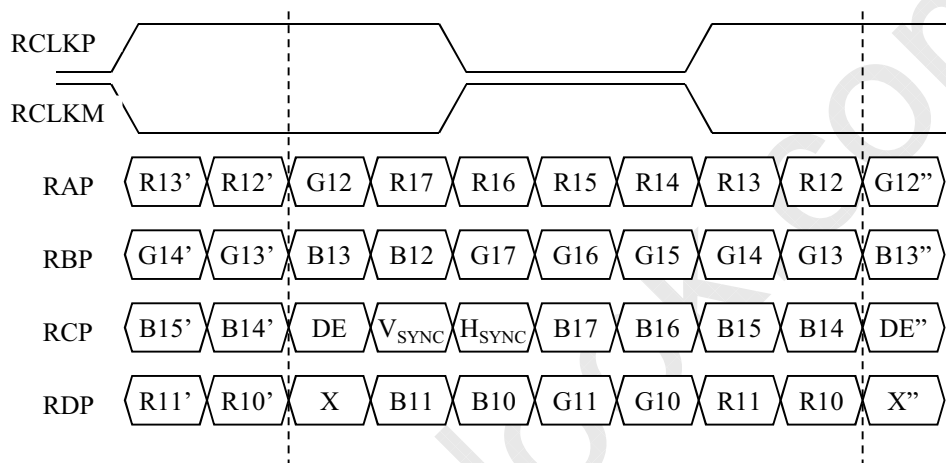 RCLKP
RCLKM
RAP R13’ R12’ G12 R17 R16 R15 R14 R13 R12 G12”
RBP G14’ G13’ B13 B12 G17 G16 G15 G14 G13 B13”
RCP B15’ B14’ DE VSYNC HSYNC B17 B16 B15 B14 DE”
RDP R11’ R10’ X B11 B10 G11 G10 R11 R10 X”